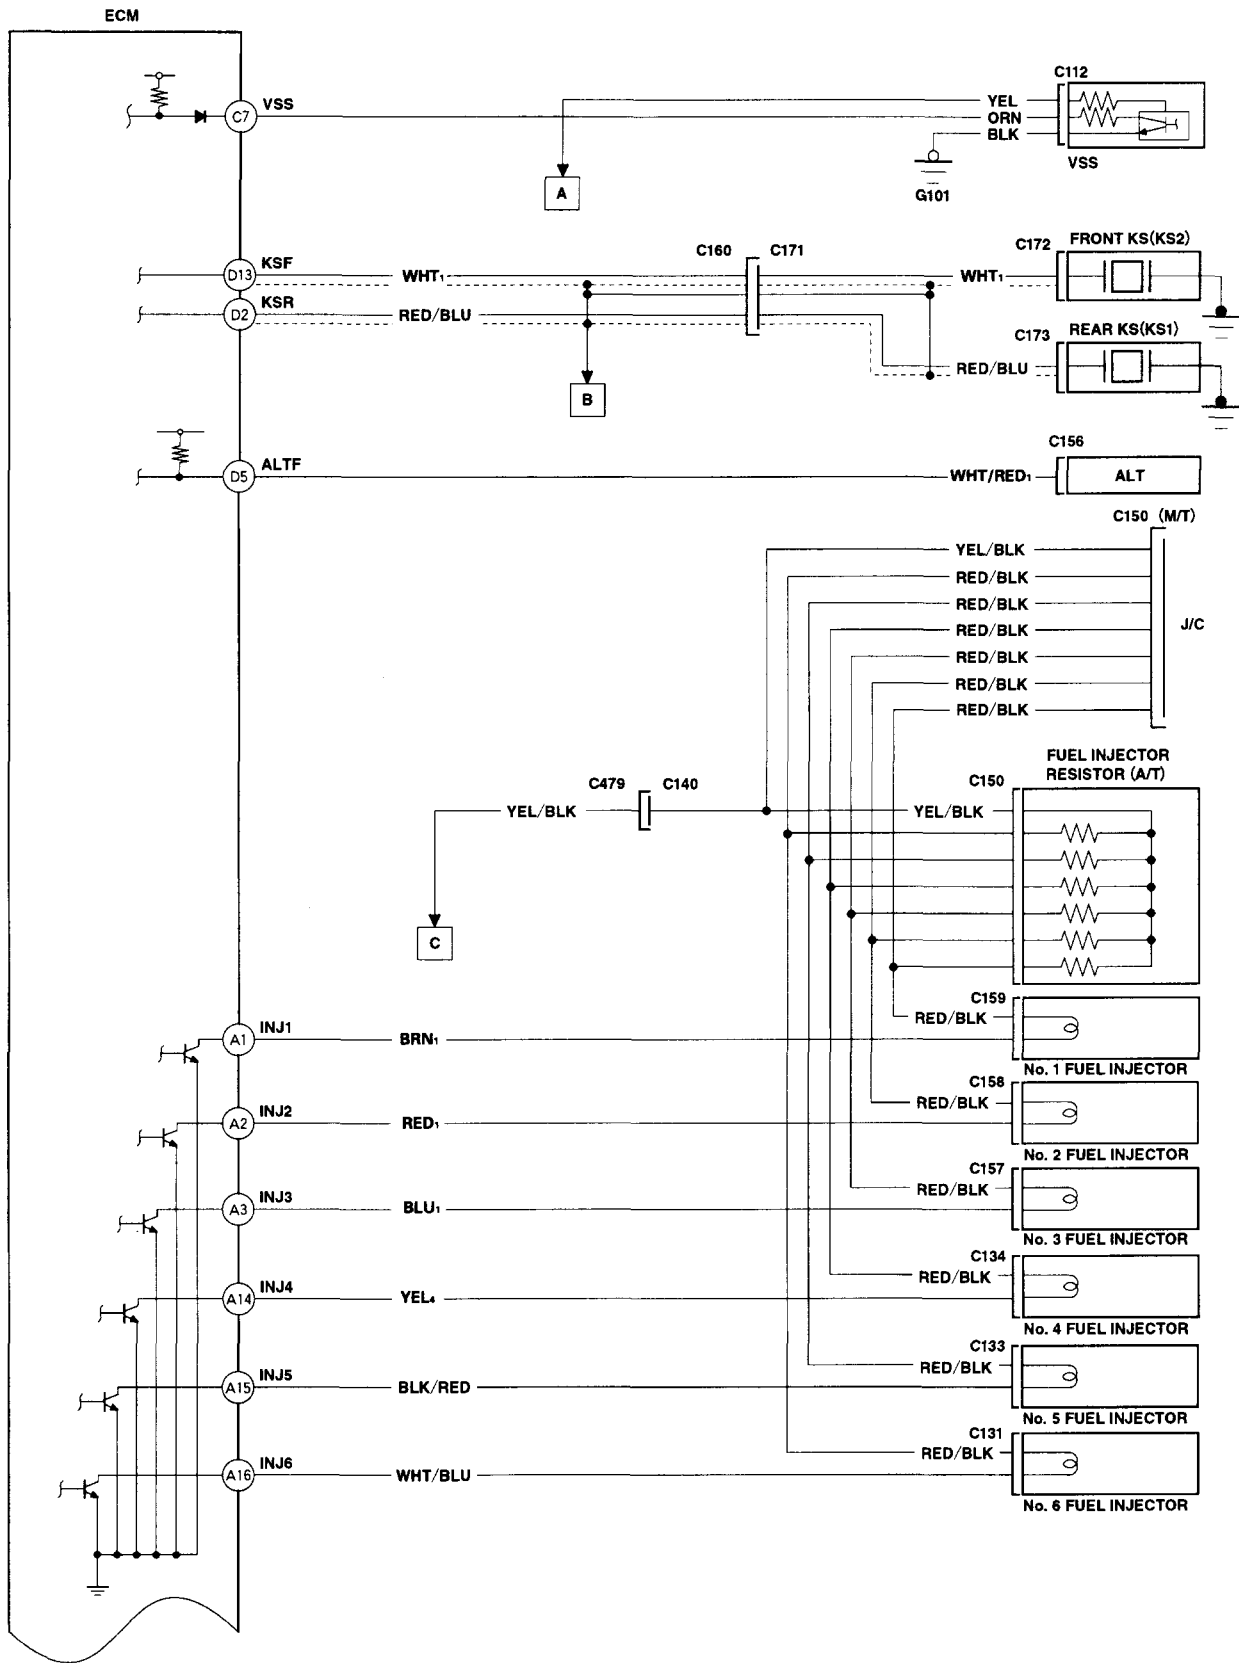 ECM
C7
VSS
YEL
ORN
BLK
C112
VSS
G101
A
D13
KSF
WHT1
C160
C171
WHT1
C172
FRONT KS(KS2)
D2
KSR
RED/BLU
RED/BLU
C173
REAR KS(KS1)
B
D5
ALTF
WHT/RED1
C156
ALT
C150 (M/T)
YEL/BLK
RED/BLK
RED/BLK
RED/BLK
RED/BLK
RED/BLK
RED/BLK
J/C
FUEL INJECTOR
RESISTOR (A/T)
C479
C140
C150
YEL/BLK
YEL/BLK
C
A1
INJ1
BRN1
RED/BLK
C159
No. 1 FUEL INJECTOR
A2
INJ2
RED1
RED/BLK
C158
No. 2 FUEL INJECTOR
A3
INJ3
BLU1
RED/BLK
C157
No. 3 FUEL INJECTOR
A14
INJ4
YEL4
RED/BLK
C134
No. 4 FUEL INJECTOR
A15
INJ5
BLK/RED
RED/BLK
C133
No. 5 FUEL INJECTOR
A16
INJ6
WHT/BLU
RED/BLK
C131
No. 6 FUEL INJECTOR